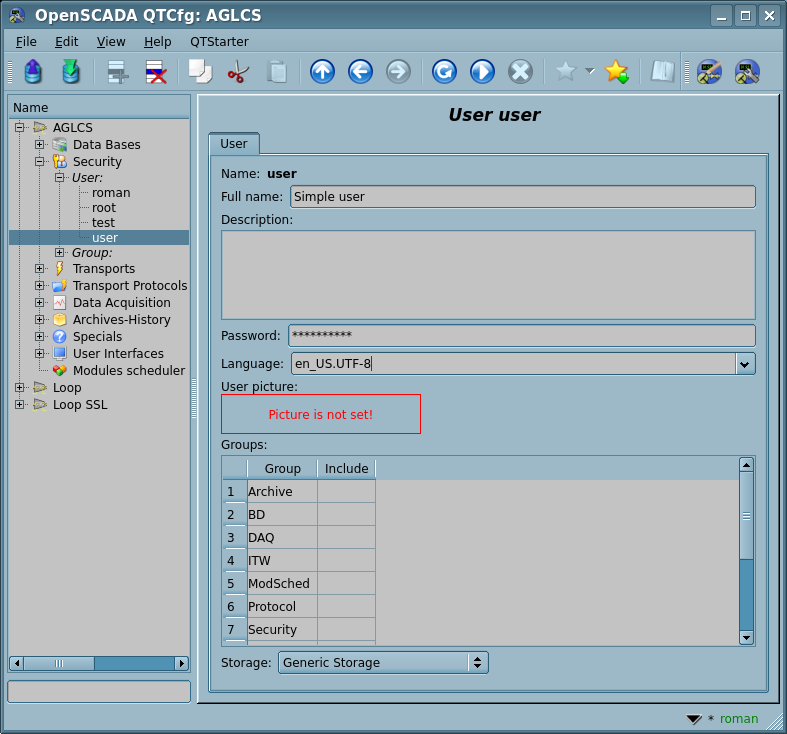 OpenSCADA QTCfg: AGLCS
File Edit View Help QTStarter
Name
AGLCS
Data Bases
Security
User:
roman
root
test
user
Group:
Transports
Transport Protocols
Data Acquisition
Archives-History
Specials
User Interfaces
Modules scheduler
Loop
Loop SSL
User user
User
Name: user
Full name: Simple user
Description:
Password: **********
Language: en_US.UTF-8
User picture:
Picture is not set!
Groups:
Group Include
1 Archive
2 BD
3 DAQ
4 ITW
5 ModSched
6 Protocol
7 Security
Storage: Generic Storage
* roman